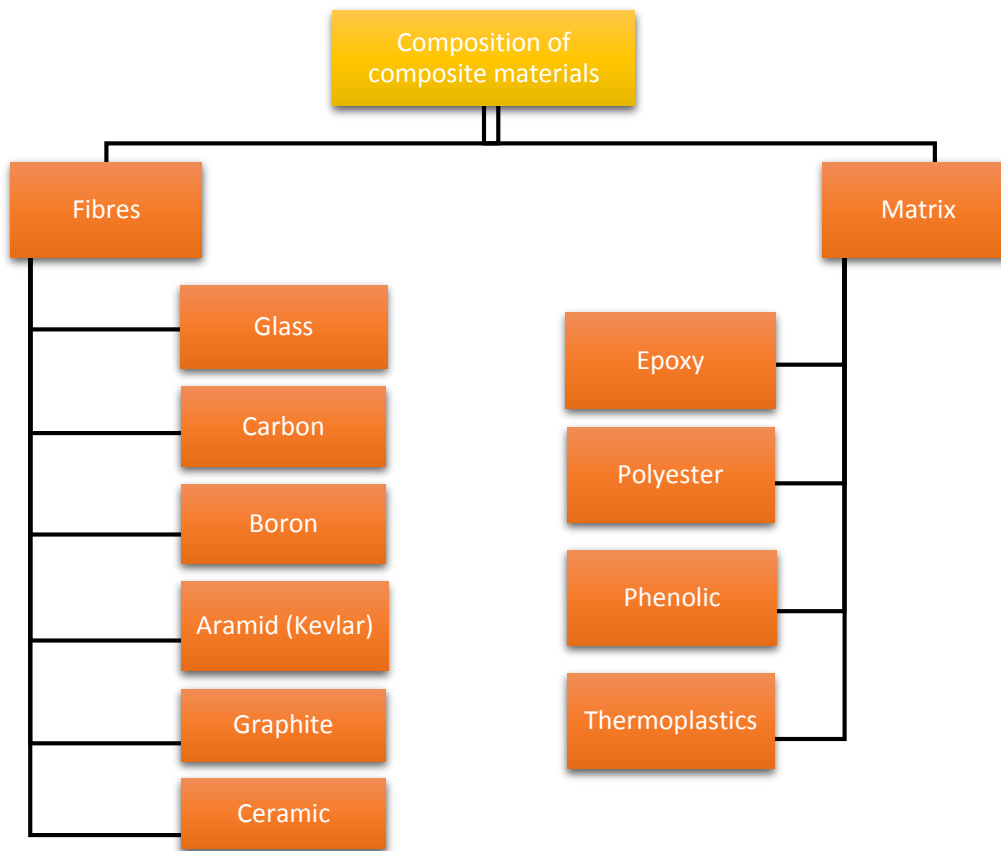 Composition of
composite materials
Fibres
Matrix
Glass
Carbon
Boron
Aramid (Kevlar)
Graphite
Ceramic
Epoxy
Polyester
Phenolic
Thermoplastics